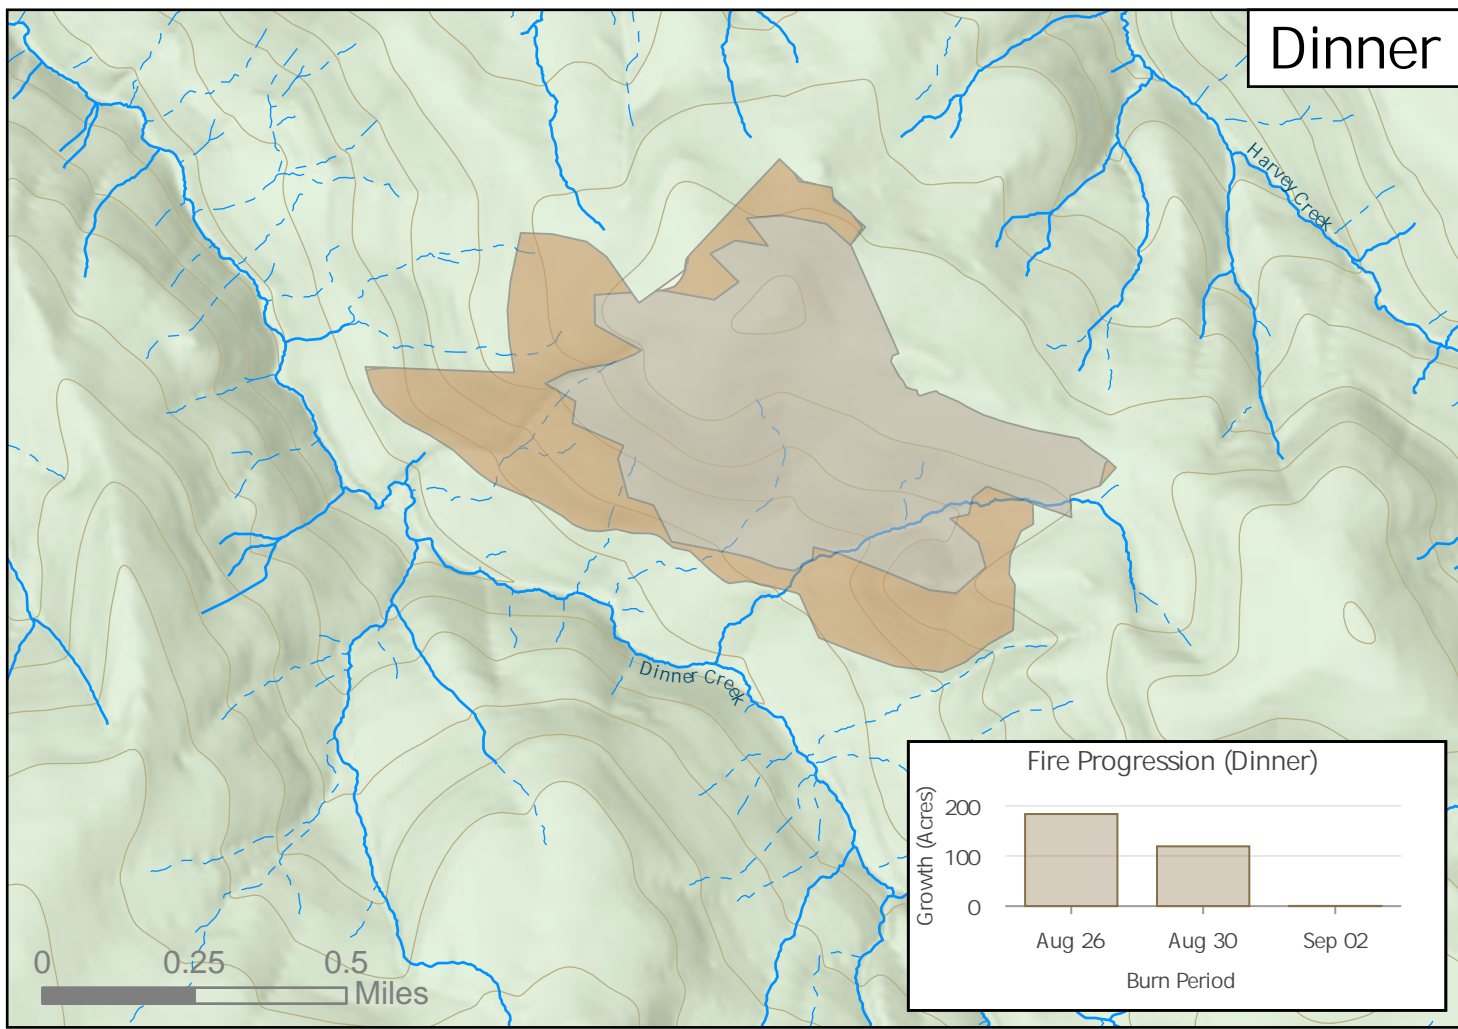 Dinner
Harvey Creek
Dinner Creek
Fire Progression (Dinner)
Growth (Acres)
200
100
0
Aug 26 Aug 30 Sep 02
Burn Period
0 0.25 0.5
Miles